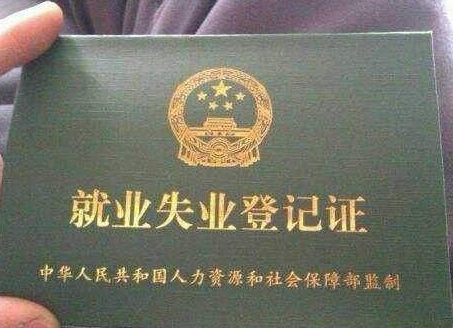 就业失业登记证
中华人民共和国人力资源和社会保障部监制